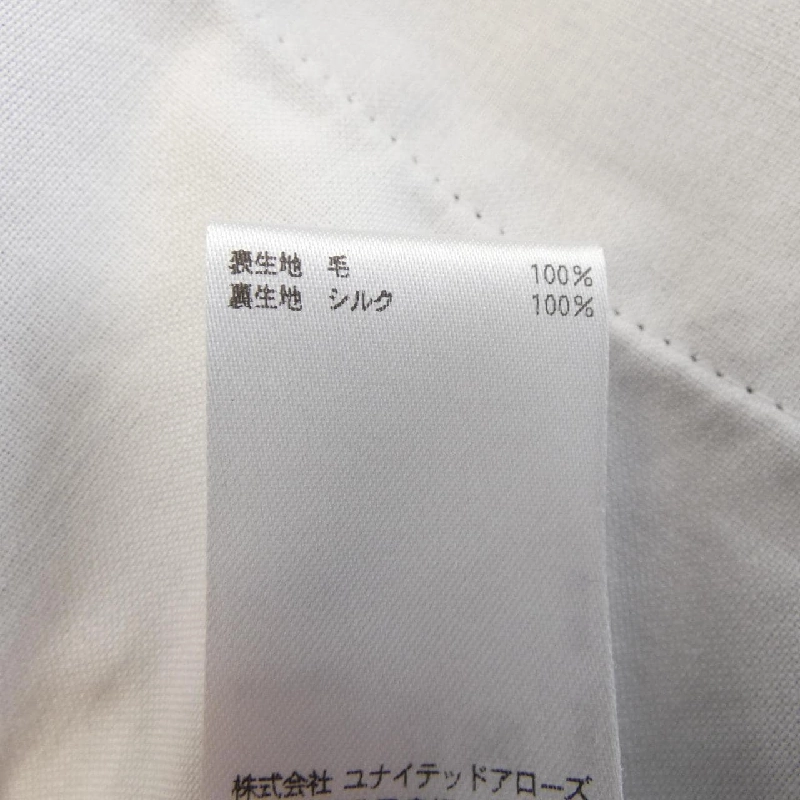 表生地 毛 100%
裏生地 シルク 100%
株式会社 ユナイテッドアローズ